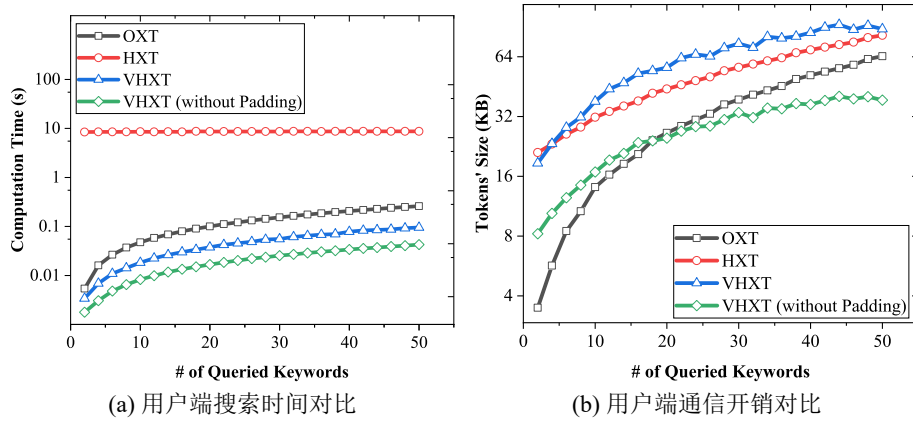 OXT
HXT
VHXT
VHXT (without Padding)
100
10
1
0.1
0.01
Computation Time (s)
0
10
20
30
40
50
# of Queried Keywords
(a) 用户端搜索时间对比
64
32
16
8
4
Tokens' Size (KB)
OXT
HXT
VHXT
VHXT (without Padding)
0
10
20
30
40
50
# of Queried Keywords
(b) 用户端通信开销对比